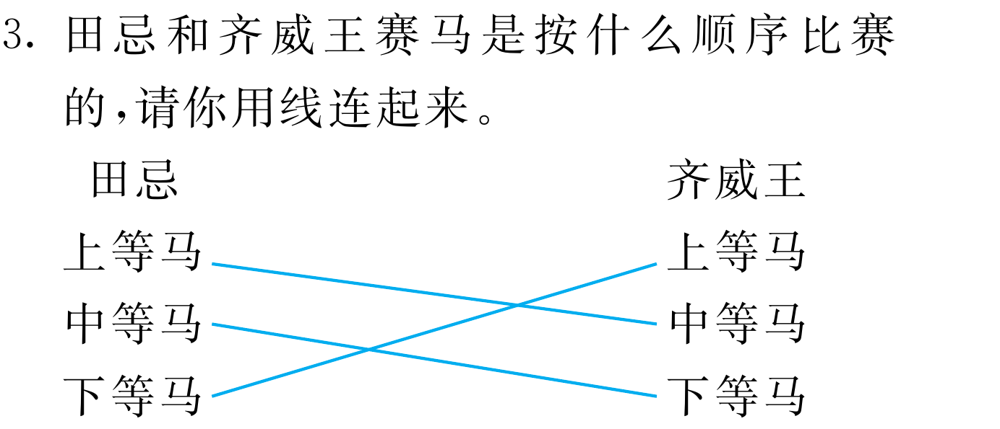 3. 田忌和齐威王赛马是按什么顺序比赛
的,请你用线连起来。
田忌 齐威王
上等马 上等马
中等马 中等马
下等马 下等马